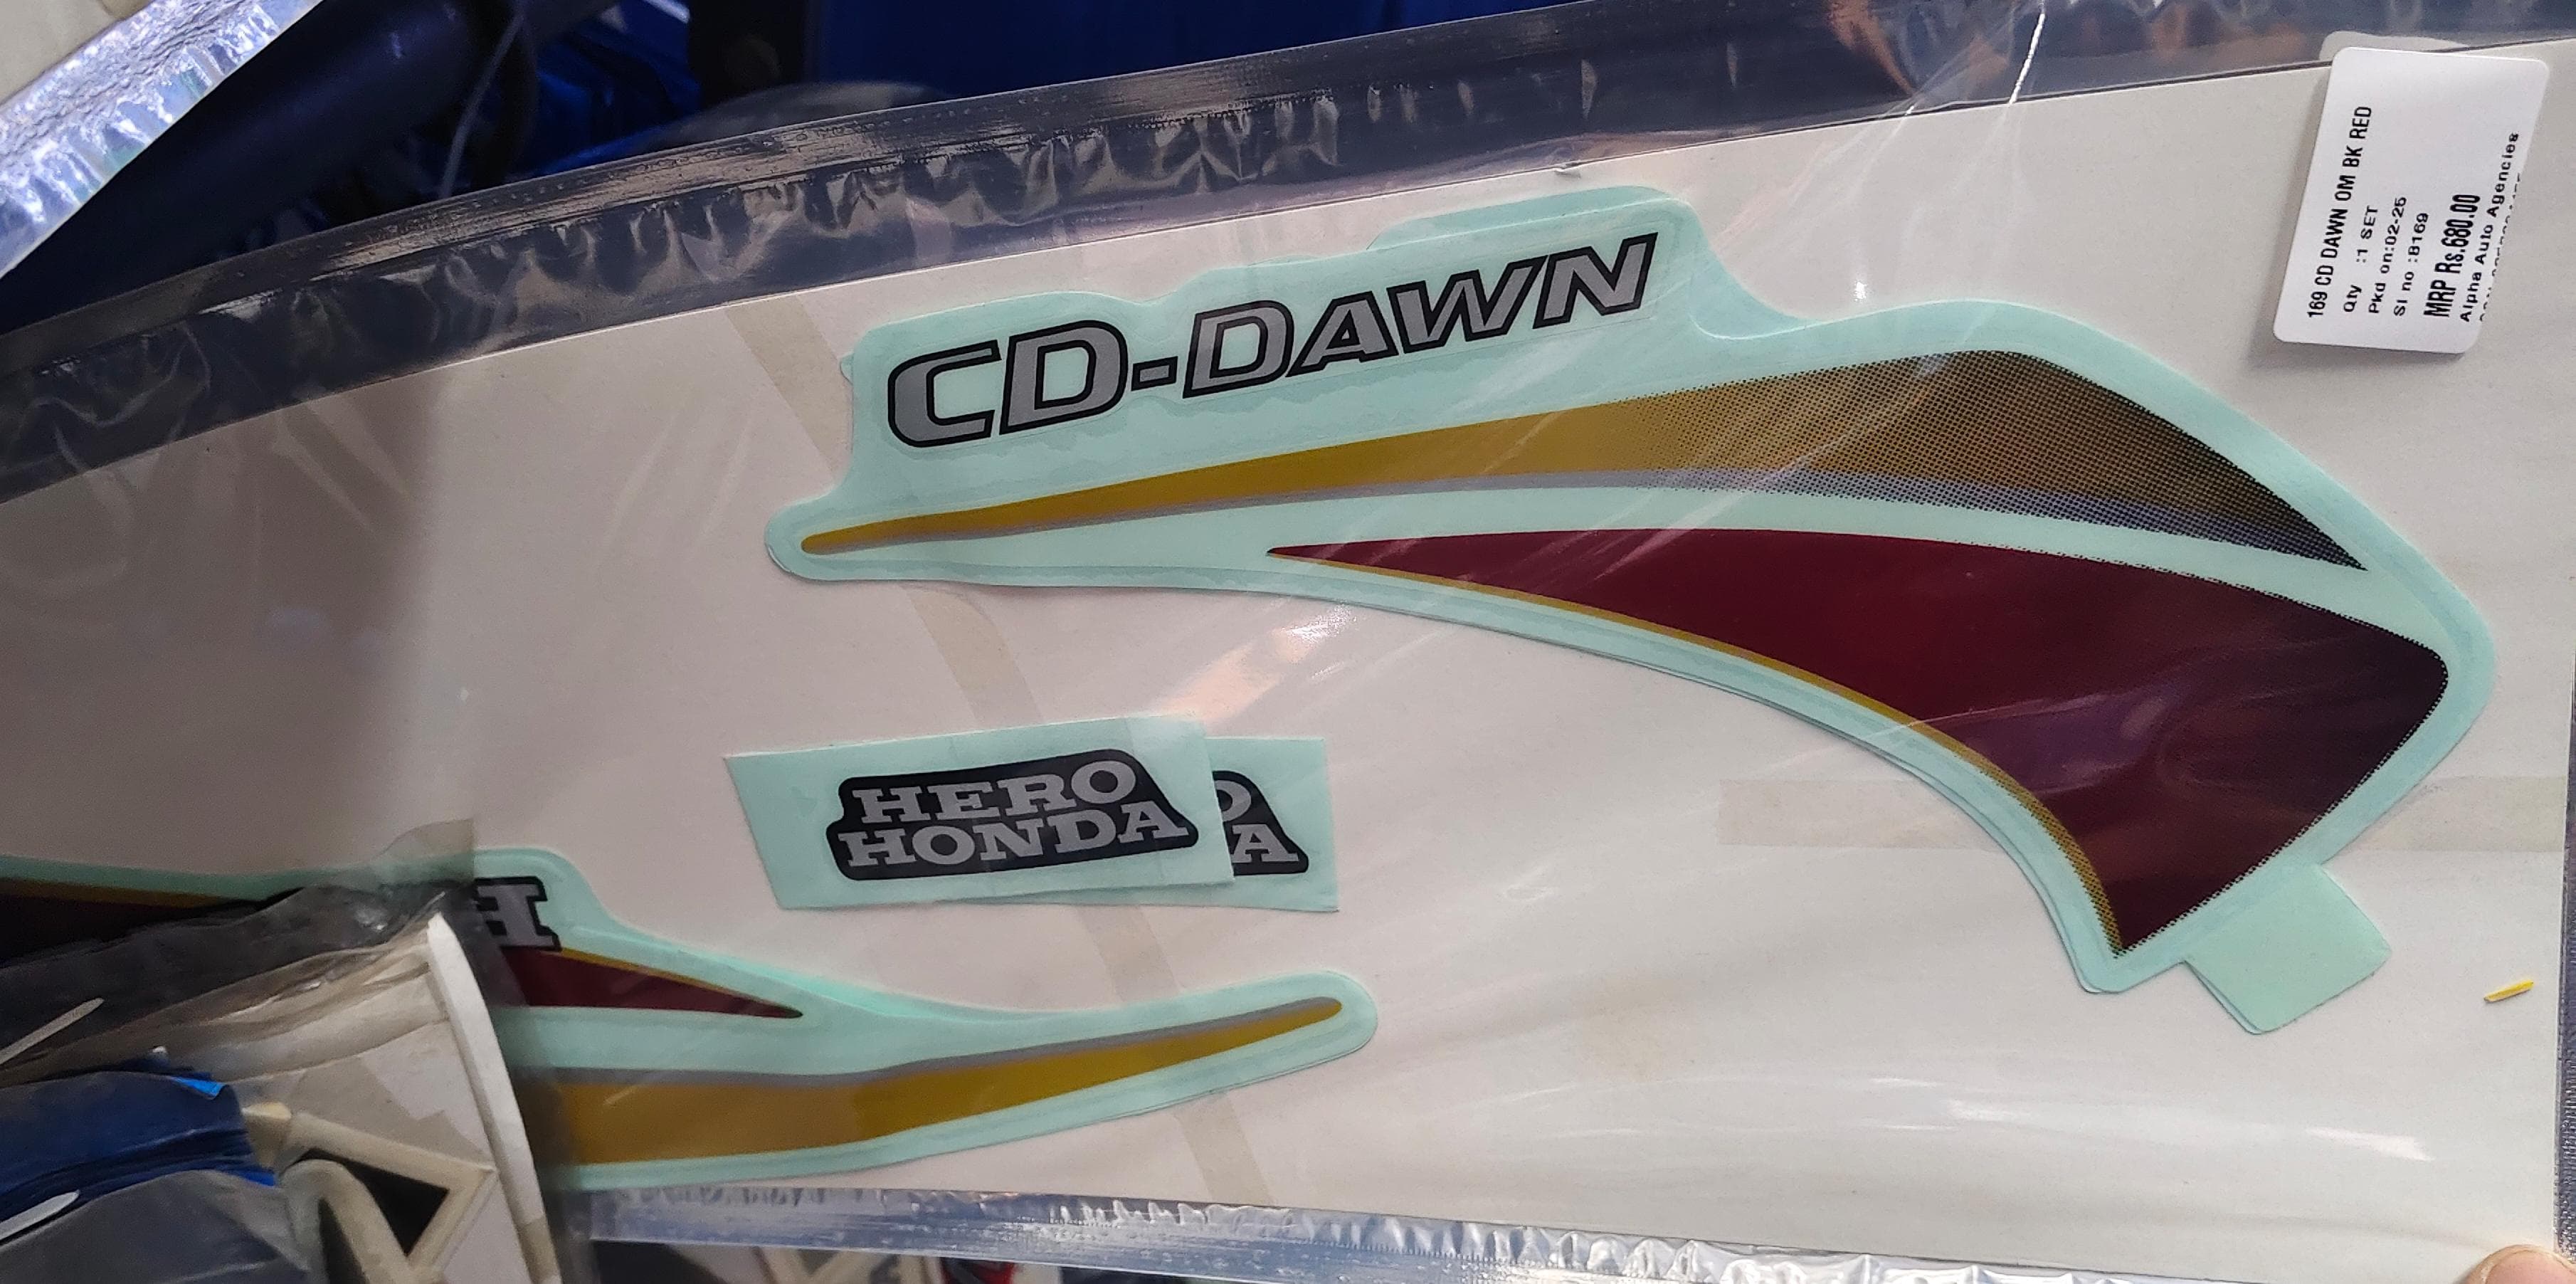 CD-DAWN
HERO
HONDA
O
A
H
169 CD DAWN OM BK RED
Qty :1 SET
Pkd on:02-25
Sl no :8169
MRP Rs.680.00
Alpha Auto Agencies